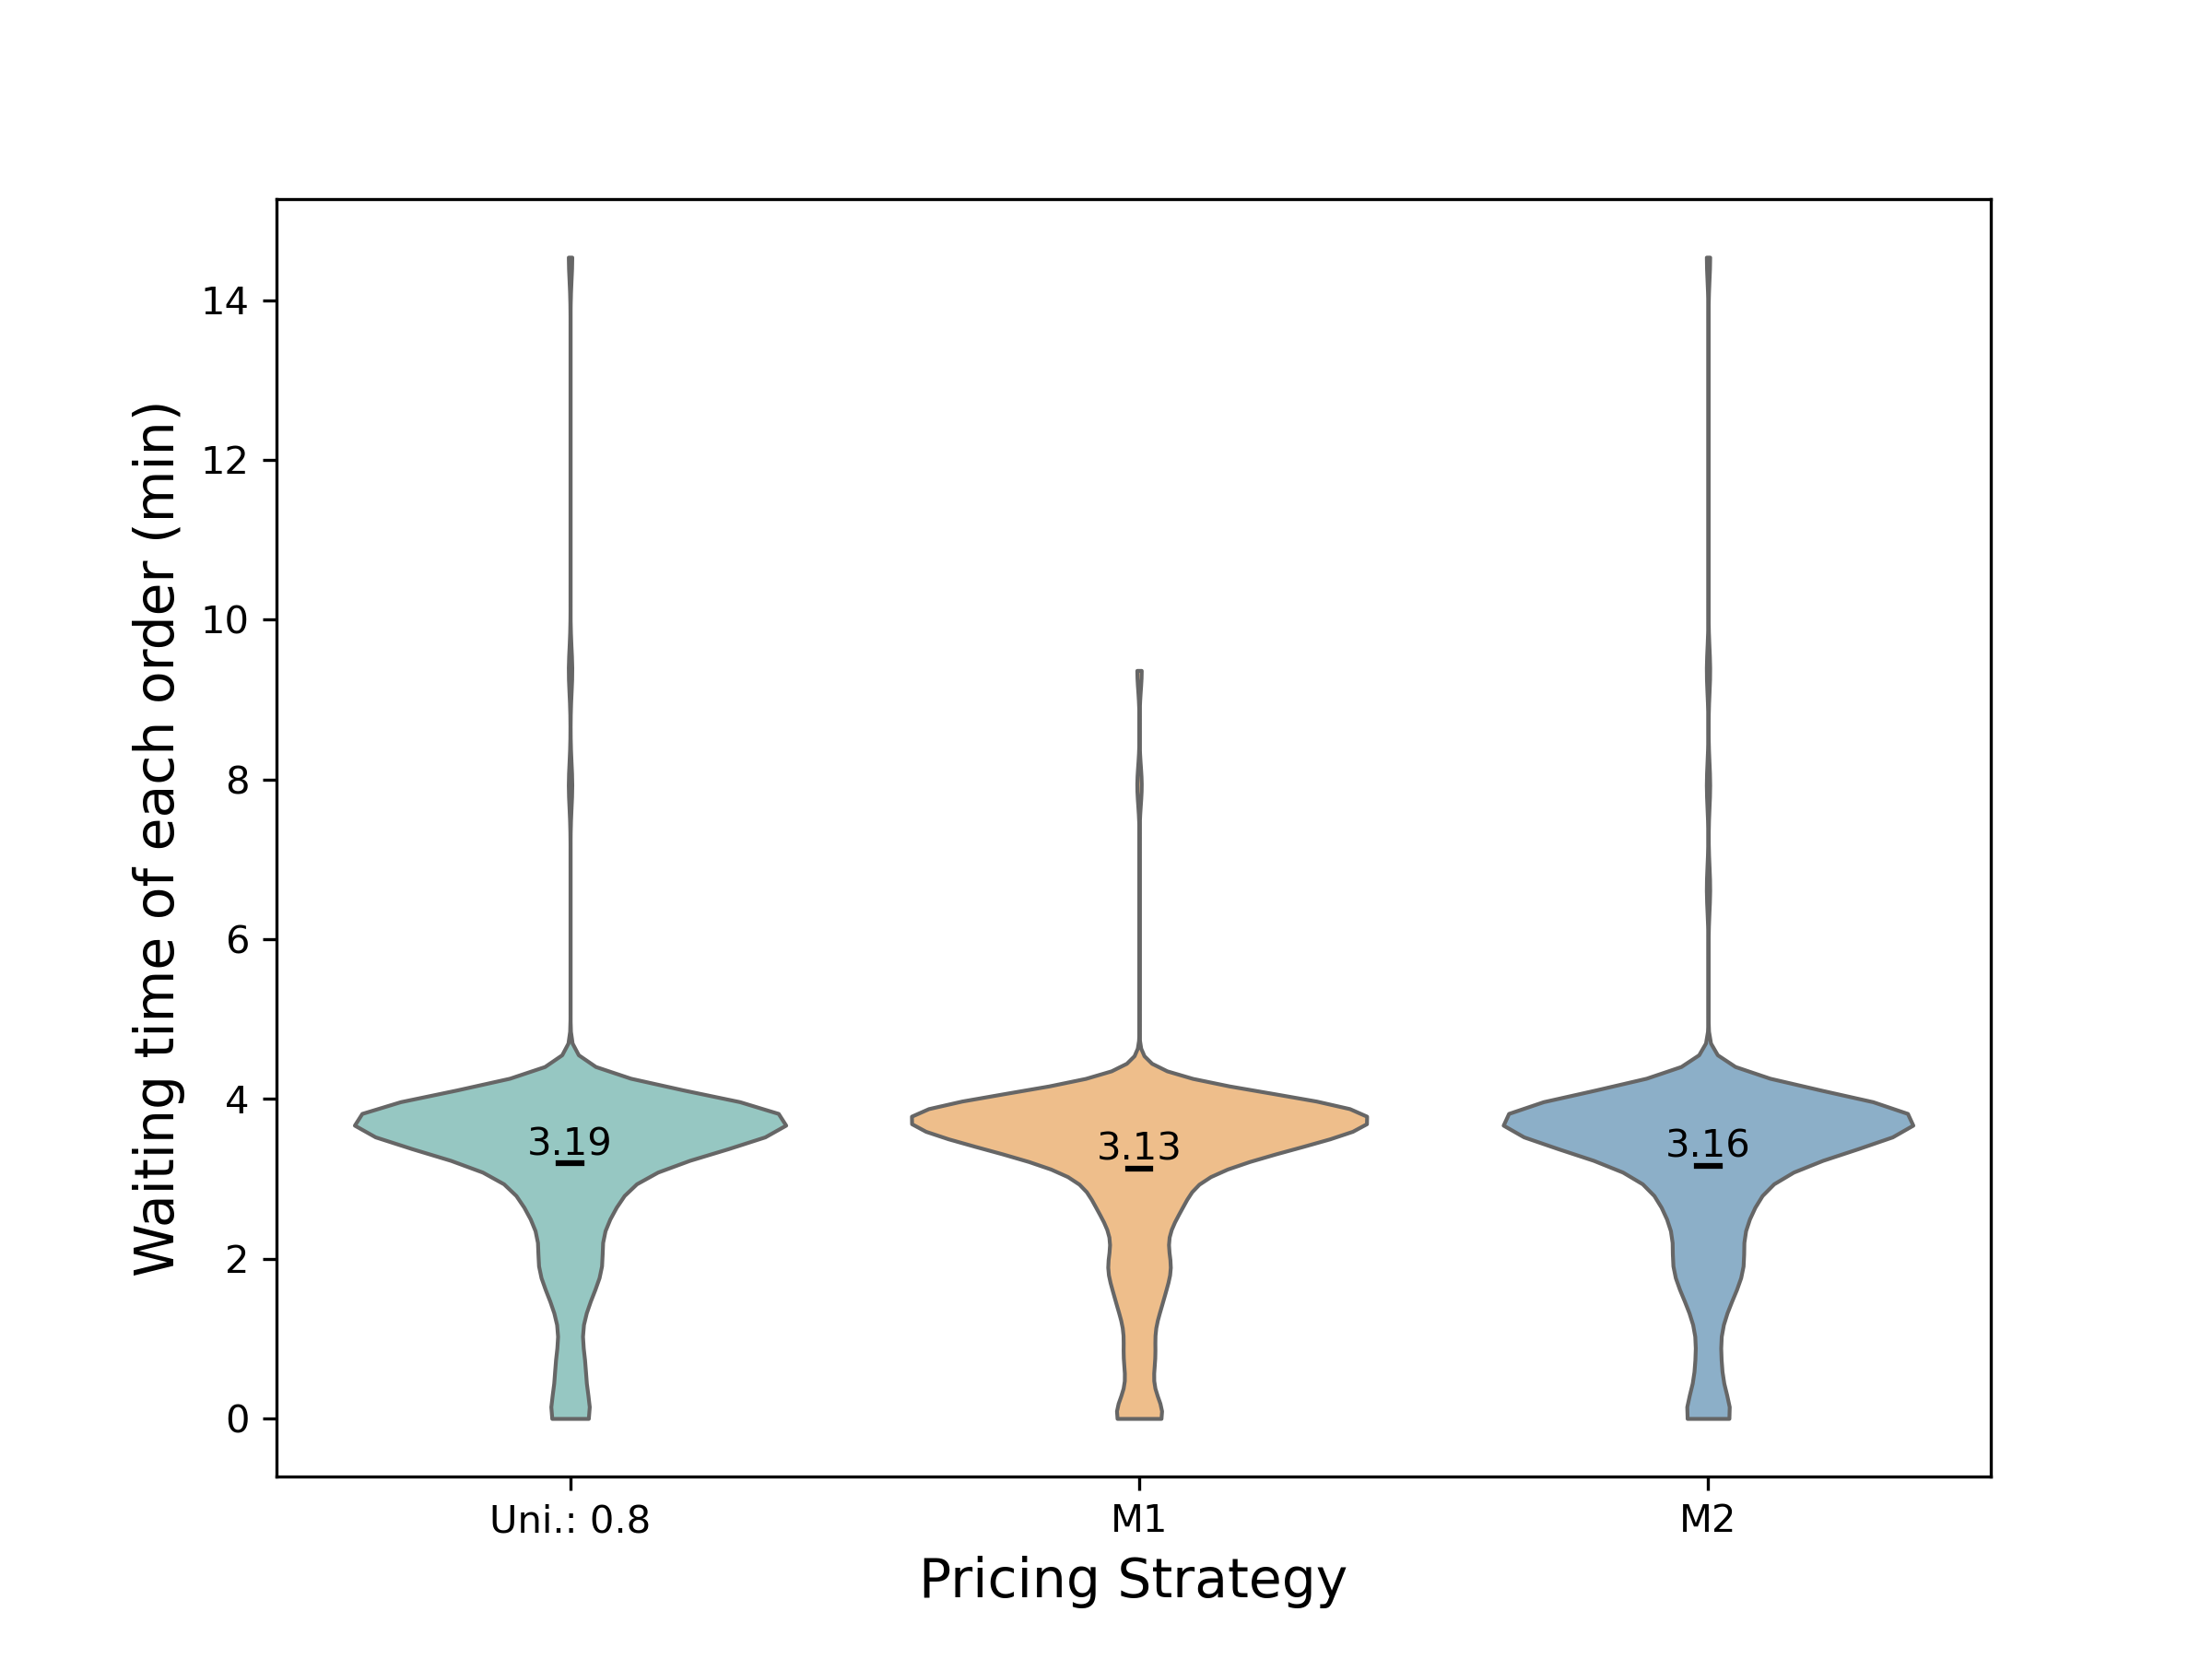 Waiting time of each order (min)
14
12
10
8
6
4
2
0
3.19
3.13
3.16
Uni.: 0.8
M1
M2
Pricing Strategy